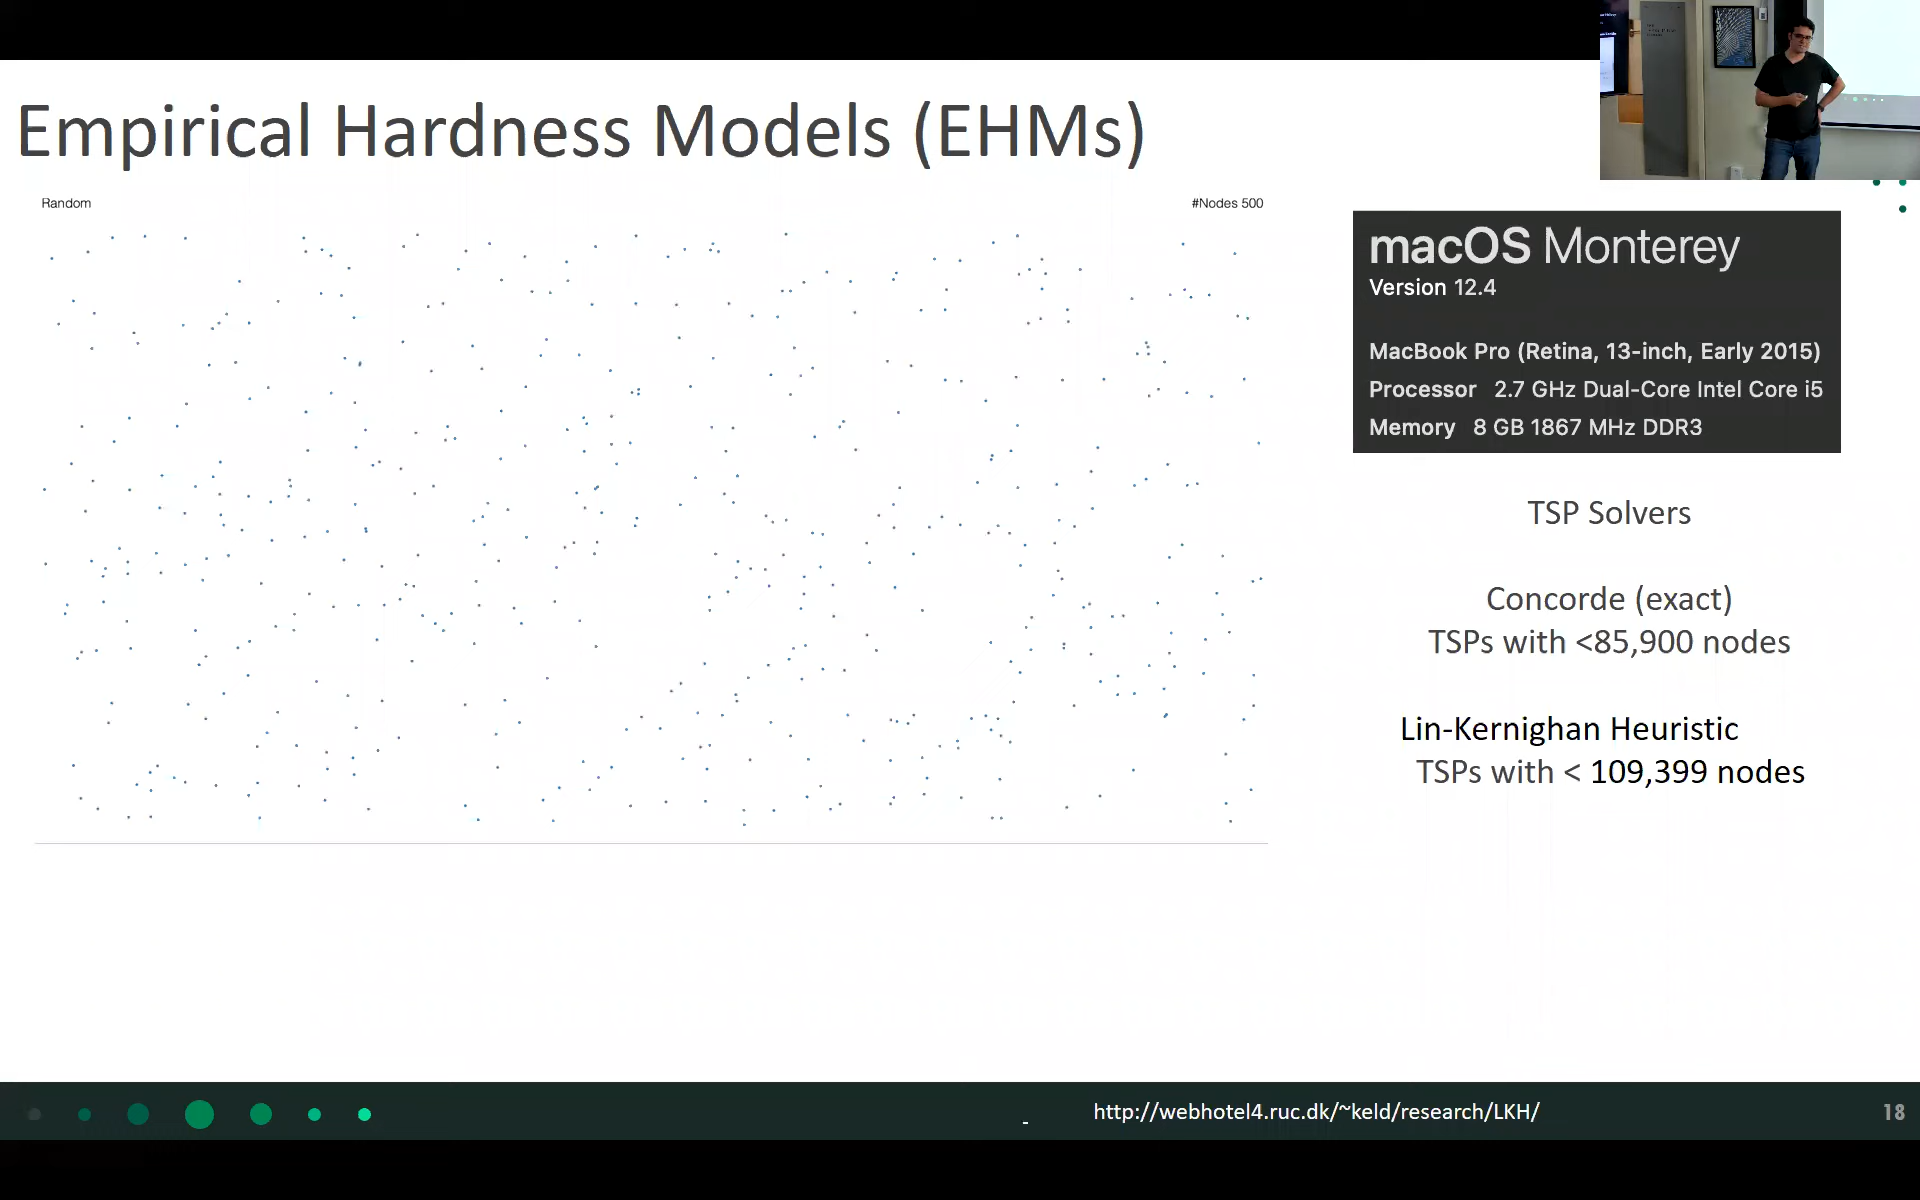 Empirical Hardness Models (EHMs)
Random
#Nodes 500
macOS Monterey
Version 12.4
MacBook Pro (Retina, 13-inch, Early 2015)
Processor 2.7 GHz Dual-Core Intel Core i5
Memory 8 GB 1867 MHz DDR3
TSP Solvers
Concorde (exact)
TSPs with <85,900 nodes
Lin-Kernighan Heuristic
TSPs with < 109,399 nodes
http://webhotel4.ruc.dk/~keld/research/LKH/
18